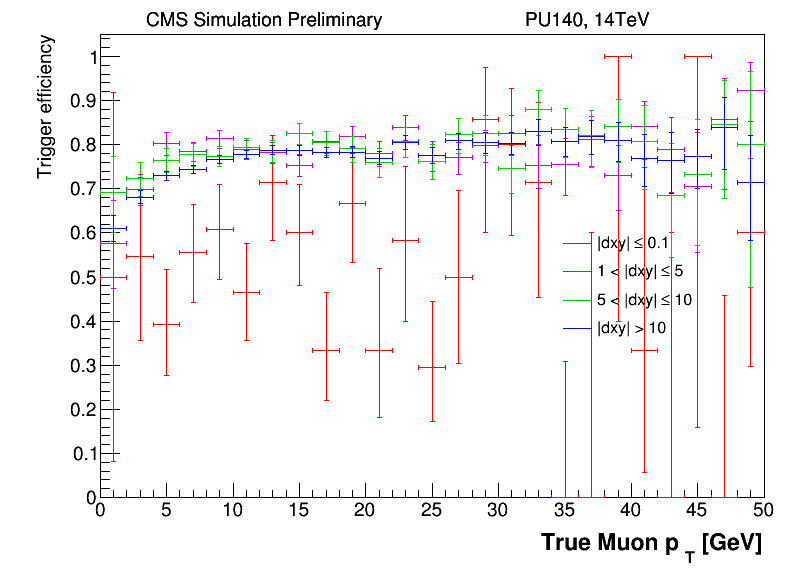 CMS Simulation Preliminary
PU140, 14TeV
Trigger efficiency
1
0.9
0.8
0.7
0.6
0.5
0.4
0.3
0.2
0.1
0
|dxy| ≤ 0.1
1 < |dxy| ≤ 5
5 < |dxy| ≤ 10
|dxy| > 10
0 5 10 15 20 25 30 35 40 45 50
True Muon p T [GeV]